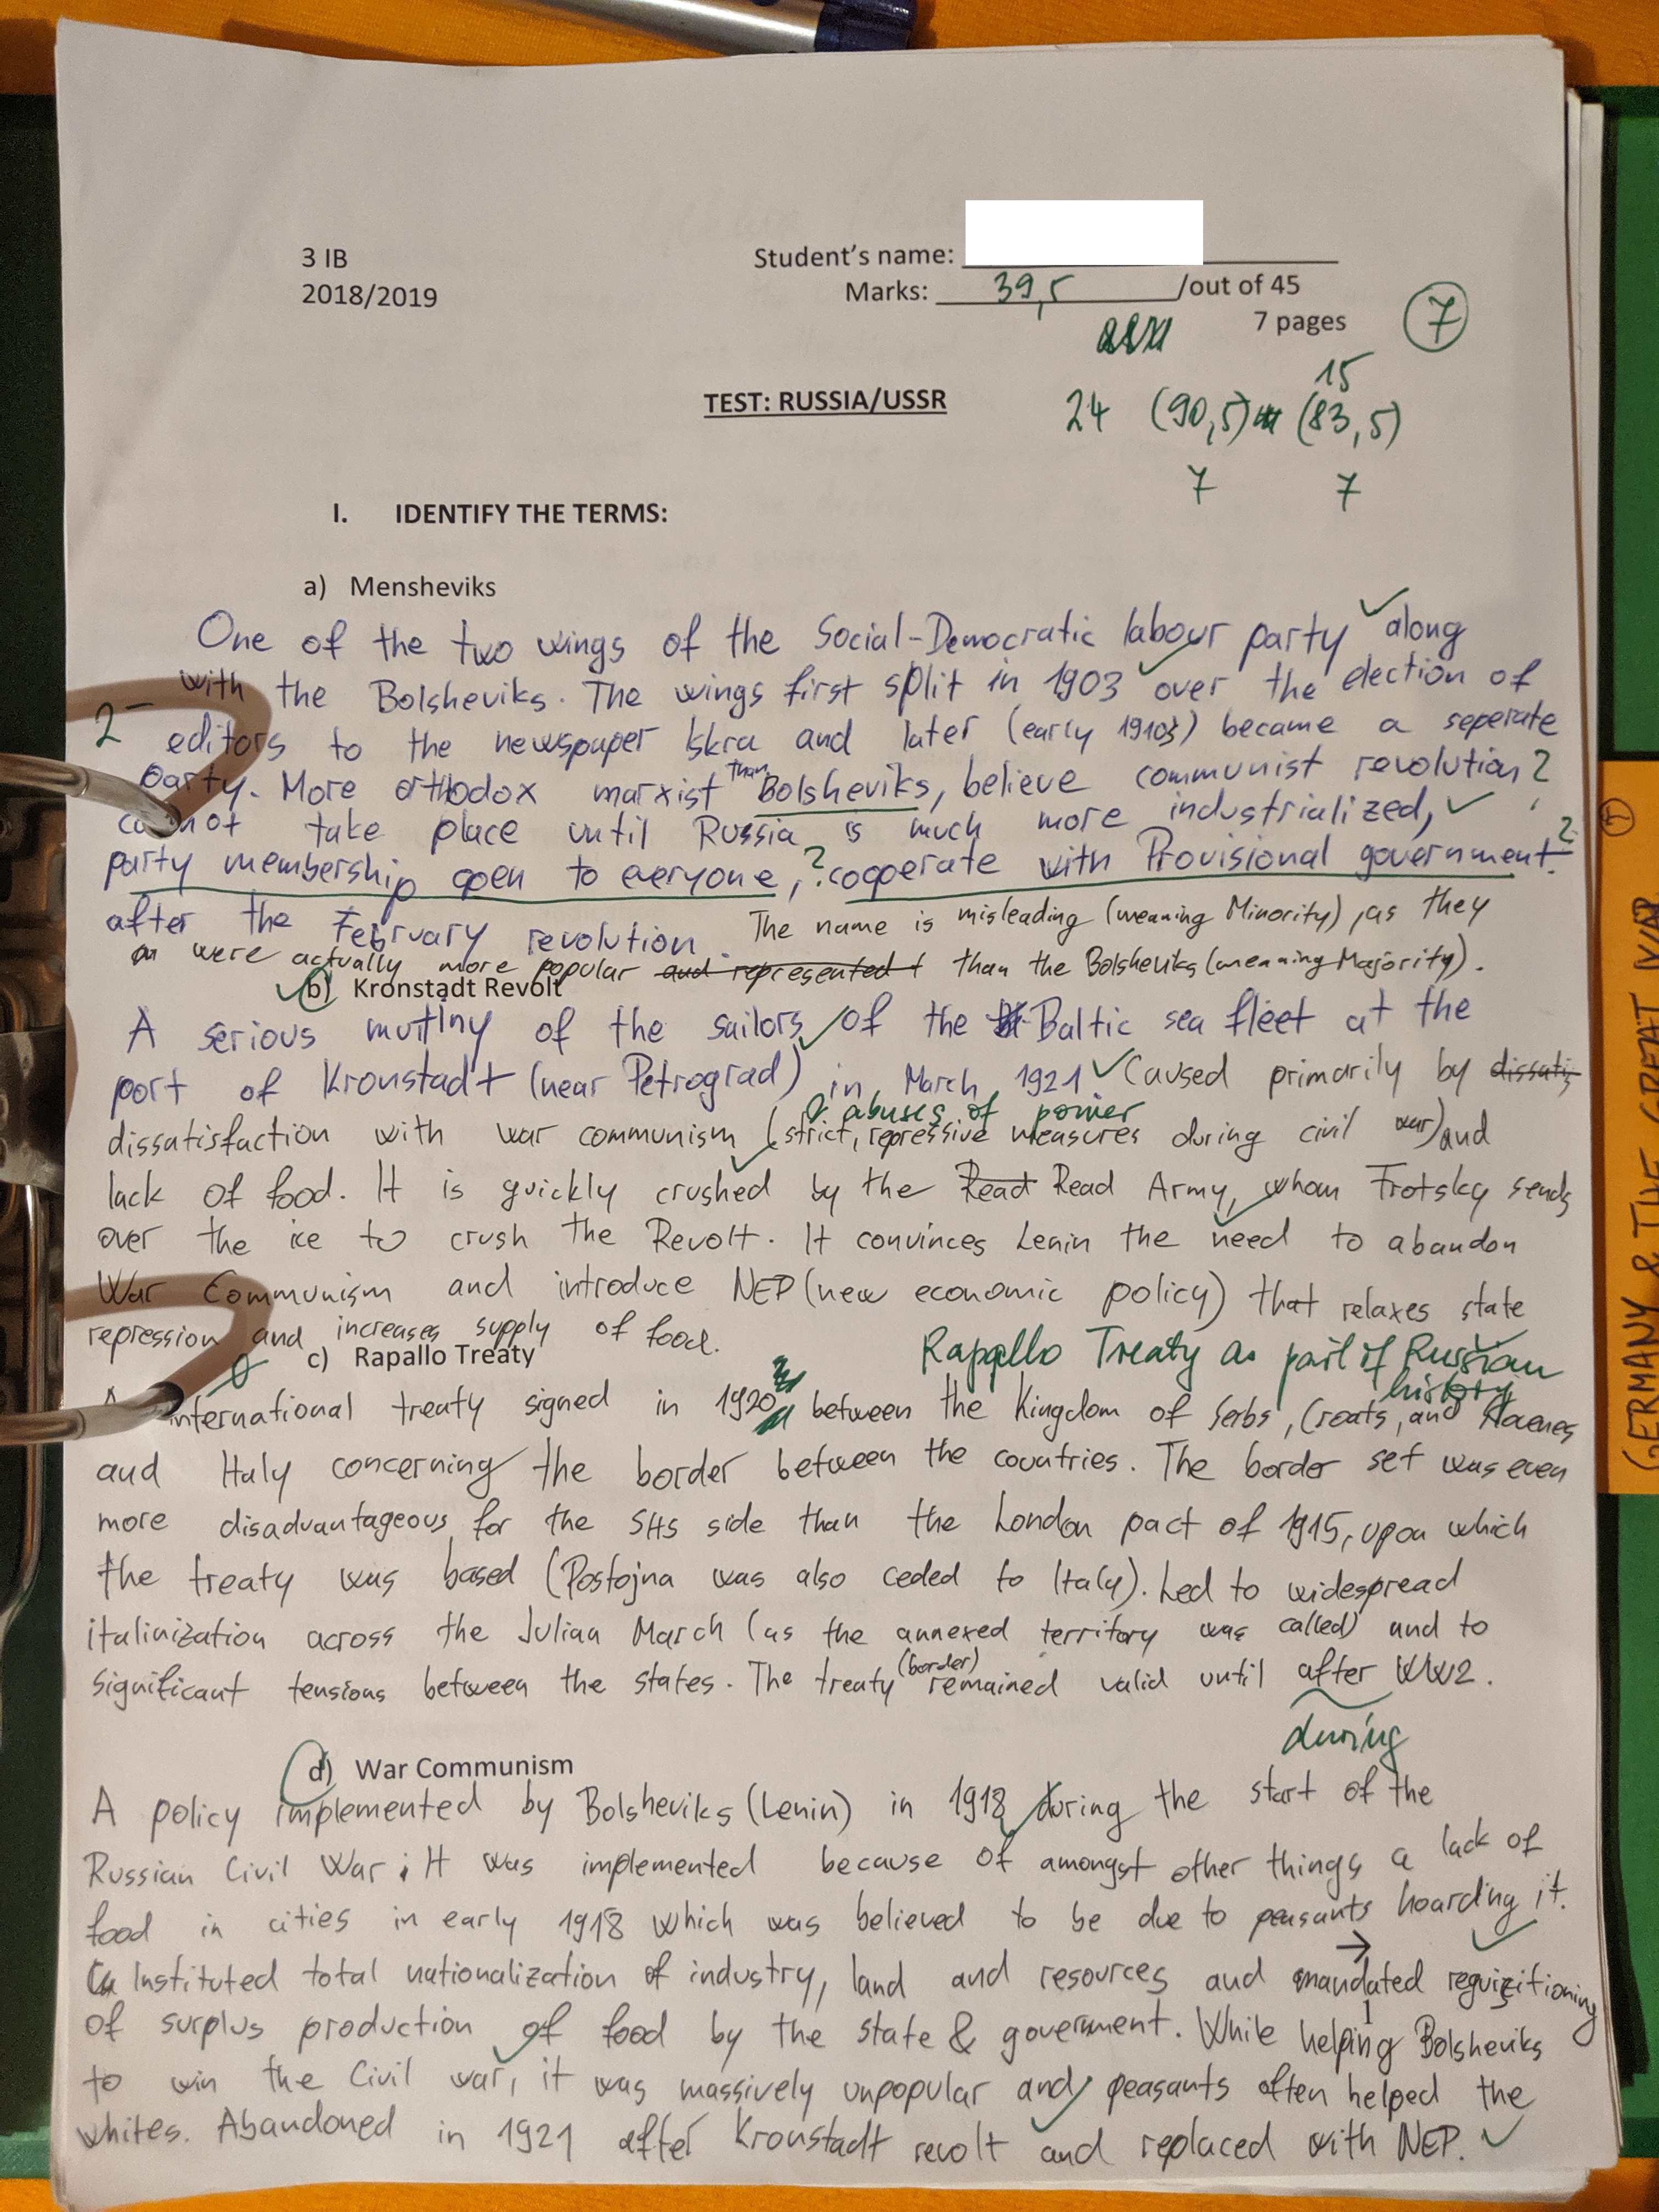 3 IB
Student's name:
2018/2019
Marks: 39,5 /out of 45
7 pages
7
15
TEST: RUSSIA/USSR
24 (90,5) (83,5)
7 7
I. IDENTIFY THE TERMS:
a) Mensheviks
One of the two wings of the Social-Democratic labour party along
with the Bolsheviks. The wings first split in 1903 over the election of
2-
editors to the newspaper Iskra and later (early 1910s) became a seperate
party. More orthodox marxist than Bolsheviks, believe communist revolution ?
cannot take place until Russia is much more industrialized,
party membership open to everyone, ? cooperate with Provisional government ?
after the February revolution. The name is misleading (meaning Minority), as they
were actually more popular and represented than the Bolsheviks (meaning Majority).
b) Kronstadt Revolt
A serious mutiny of the sailors of the Baltic sea fleet at the
port of Kronstadt (near Petrograd) in March 1921 Caused primarily by dissatis
& abuses of power
dissatisfaction with war communism (strict, repressive measures during civil war) and
lack of food. It is quickly crushed by the Read Read Army, whom Trotsky sends
over the ice to crush the Revolt. It convinces Lenin the need to abandon
War Communism and introduce NEP (new economic policy) that relaxes state
repression and increases supply of food.
c) Rapallo Treaty
Rapallo Treaty as part of Russian
history
international treaty signed in 1920 between the Kingdom of Serbs, Croats, and Slovenes
and Italy concerning the border between the countries. The border set was even
more disadvantageous for the SHS side than the London pact of 1915, upon which
the treaty was based (Postojna was also ceded to Italy). Led to widespread
italinization across the Julian March (as the annexed territory was called) and to
significant tensions between the states. The treaty (border) remained valid until after WW2.
during
d) War Communism
A policy implemented by Bolsheviks (Lenin) in 1918 during the start of the
Russian Civil War. It was implemented because of amongst other things a lack of
food in cities in early 1918 which was believed to be due to peasants hoarding it.
Instituted total nationalization of industry, land and resources and mandated requisitioning
of surplus production of food by the state & government. While helping Bolsheviks
to win the Civil war, it was massively unpopular and peasants often helped the
whites. Abandoned in 1921 after Kronstadt revolt and replaced with NEP.
GERMANY & THE GREAT WAR